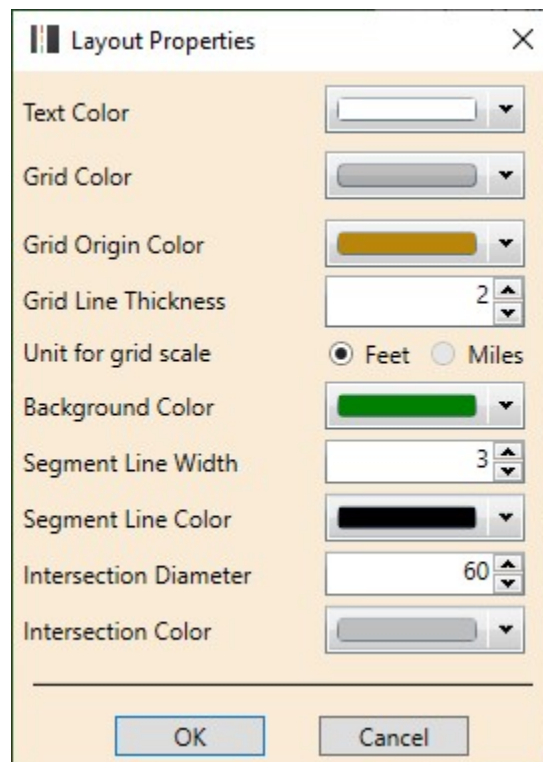 Layout Properties
Text Color
Grid Color
Grid Origin Color
Grid Line Thickness 2
Unit for grid scale Feet Miles
Background Color
Segment Line Width 3
Segment Line Color
Intersection Diameter 60
Intersection Color
OK Cancel